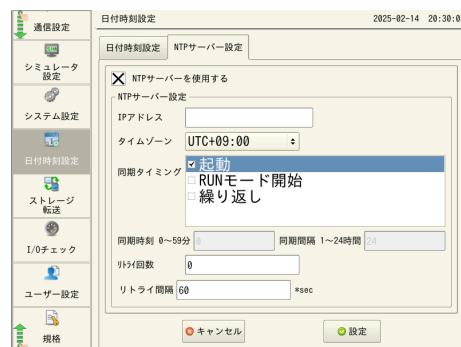 通信設定
シミュレータ
設定
システム設定
日付時刻設定
ストレージ
転送
I/Oチェック
ユーザー設定
規格
日付時刻設定 2025-02-14 20:30:0
日付時刻設定 NTPサーバー設定
NTPサーバーを使用する
NTPサーバー設定
IPアドレス
タイムゾーン UTC+09:00
同期タイミング
起動
RUNモード開始
繰り返し
同期時刻 0～59分 0 同期間隔 1～24時間 24
リトライ回数 0
リトライ間隔 60 *sec
キャンセル 設定